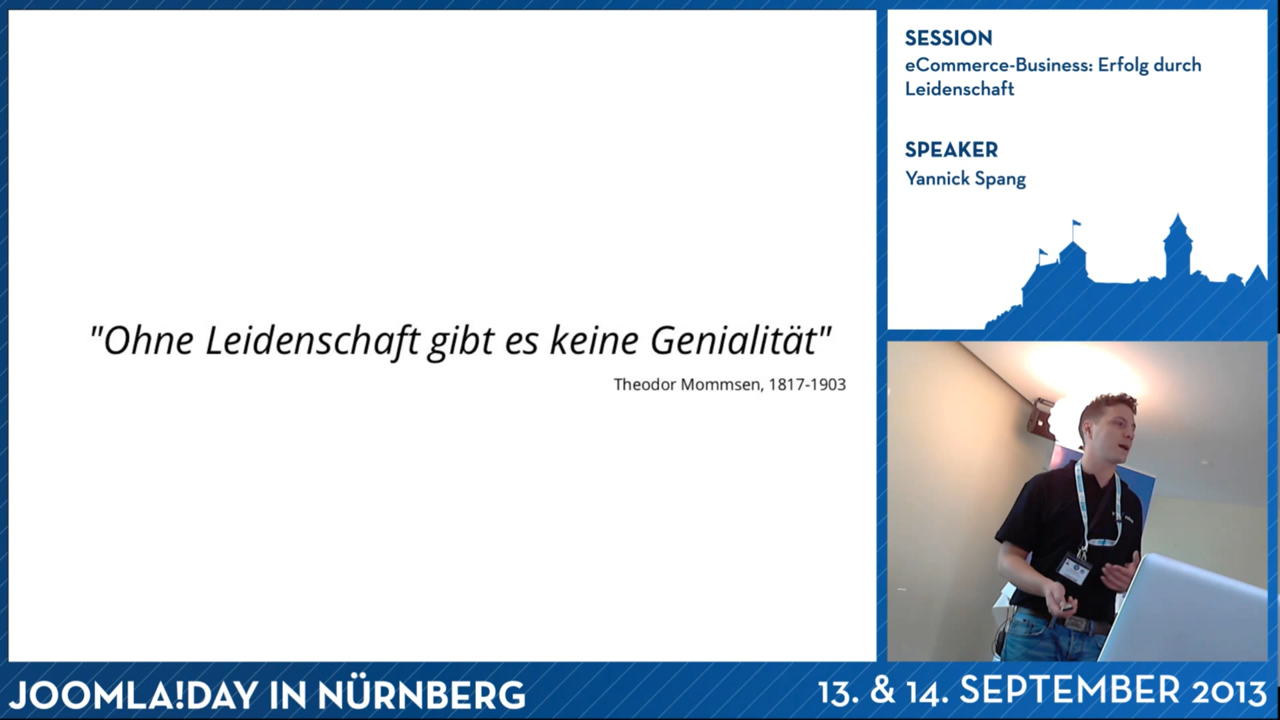 "Ohne Leidenschaft gibt es keine Genialität"
Theodor Mommsen, 1817-1903
SESSION
eCommerce-Business: Erfolg durch
Leidenschaft
SPEAKER
Yannick Spang
JOOMLA!DAY IN NÜRNBERG
13. & 14. SEPTEMBER 2013